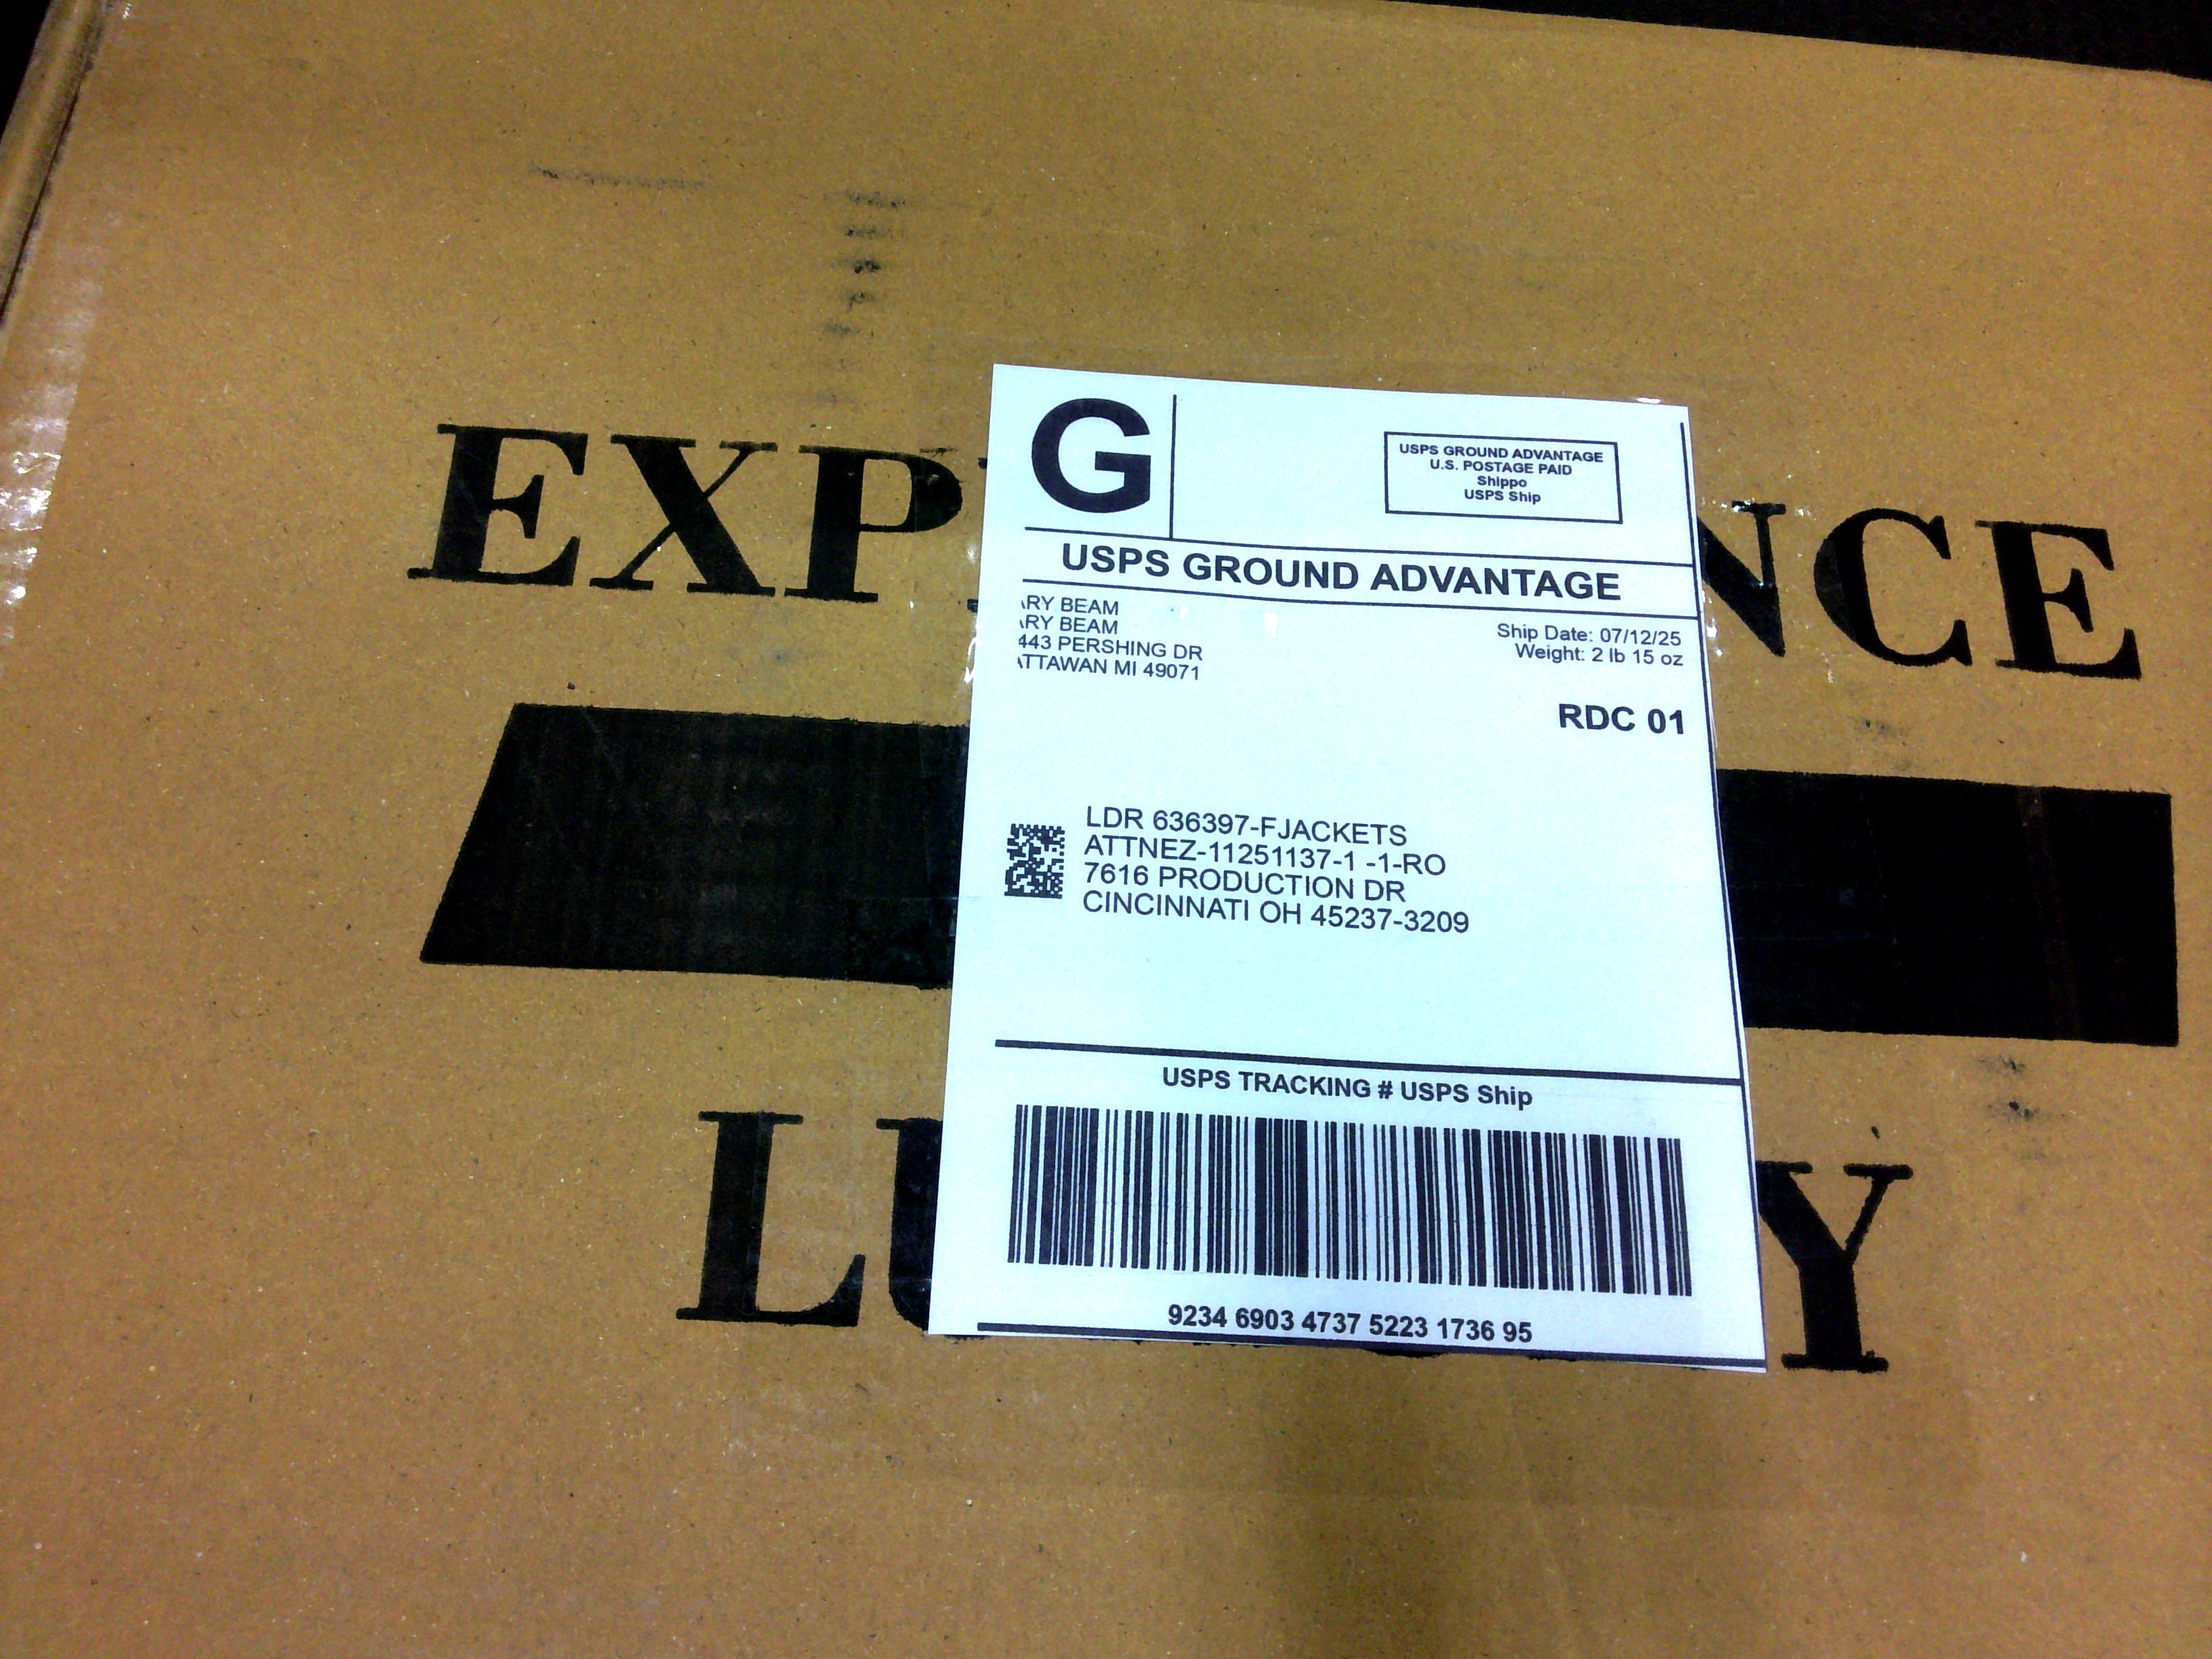 G
USPS GROUND ADVANTAGE
U.S. POSTAGE PAID
Shippo
USPS Ship
USPS GROUND ADVANTAGE
RY BEAM
RY BEAM
443 PERSHING DR
TTAWAN MI 49071
Ship Date: 07/12/25
Weight: 2 lb 15 oz
RDC 01
LDR 636397-FJACKETS
ATTNEZ-11251137-1 -1-RO
7616 PRODUCTION DR
CINCINNATI OH 45237-3209
USPS TRACKING # USPS Ship
9234 6903 4737 5223 1736 95
EXP NCE
LU Y